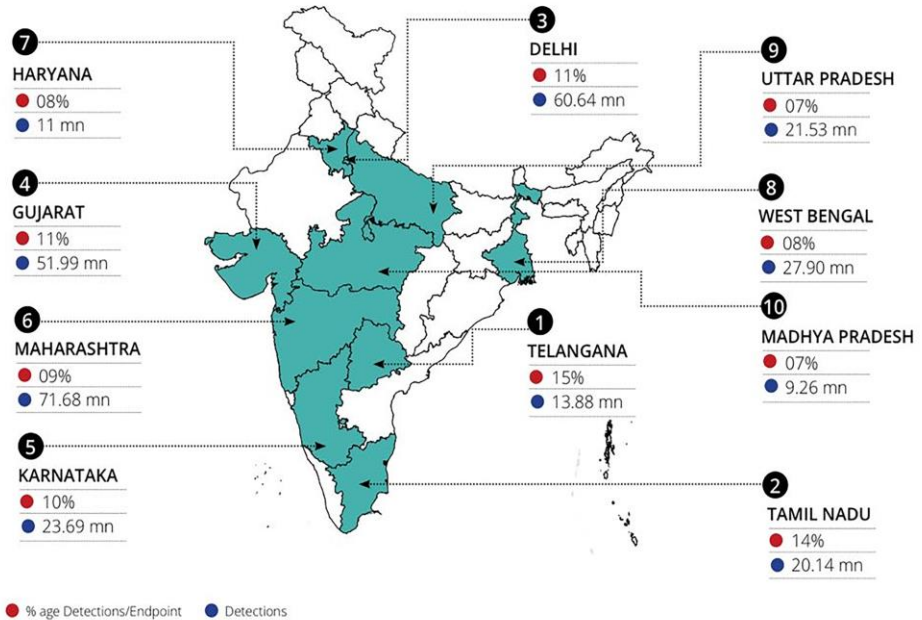 7
HARYANA
08%
11 mn
3
DELHI
11%
60.64 mn
9
UTTAR PRADESH
07%
21.53 mn
4
GUJARAT
11%
51.99 mn
8
WEST BENGAL
08%
27.90 mn
6
MAHARASHTRA
09%
71.68 mn
1
TELANGANA
15%
13.88 mn
10
MADHYA PRADESH
07%
9.26 mn
5
KARNATAKA
10%
23.69 mn
2
TAMIL NADU
14%
20.14 mn
% age Detections/Endpoint
Detections